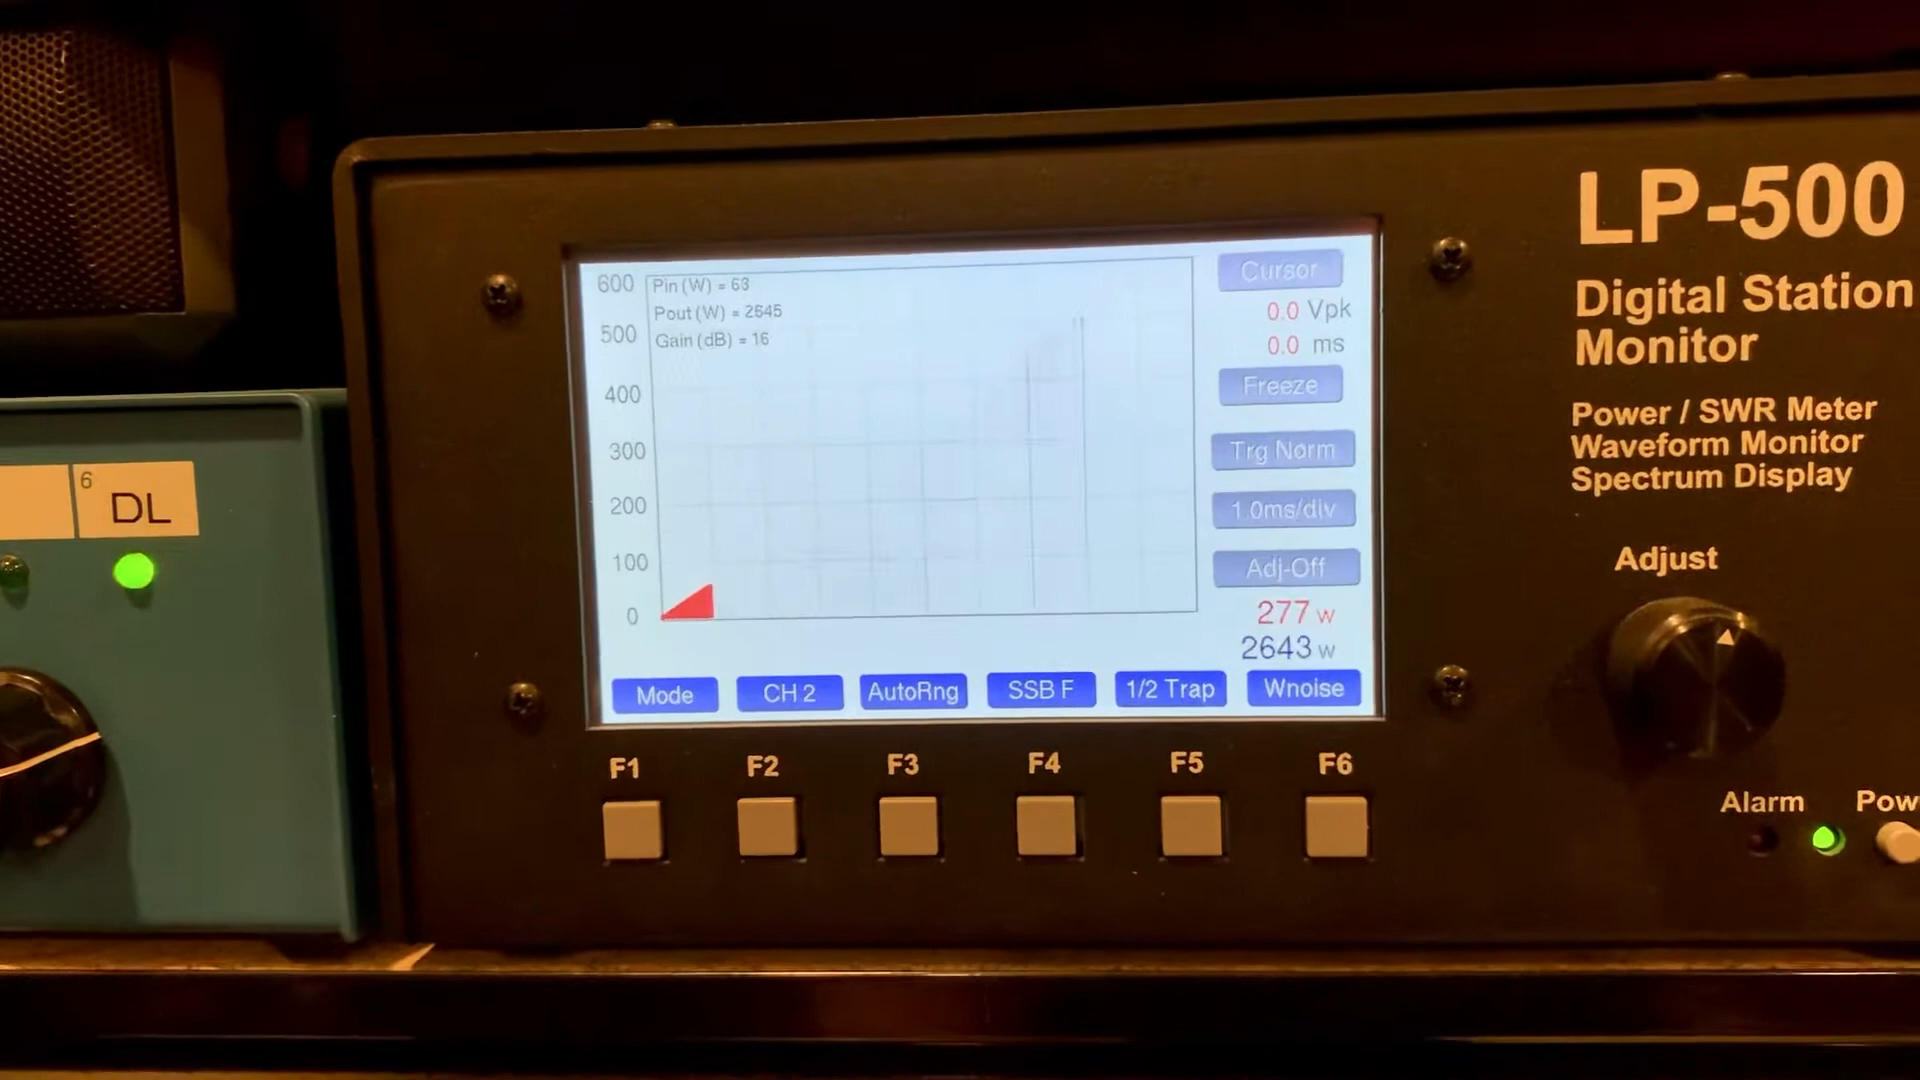 600
500
400
300
200
100
0
Pin (W) = 63
Pout (W) = 2645
Gain (dB) = 16
Cursor
0.0 Vpk
0.0 ms
Freeze
Trg Norm
1.0ms/div
Adj-Off
277 W
2643 W
Mode
CH 2
AutoRng
SSB F
1/2 Trap
Wnoise
F1
F2
F3
F4
F5
F6
LP-500
Digital Station
Monitor
Power / SWR Meter
Waveform Monitor
Spectrum Display
Adjust
Alarm
Pow
6
DL